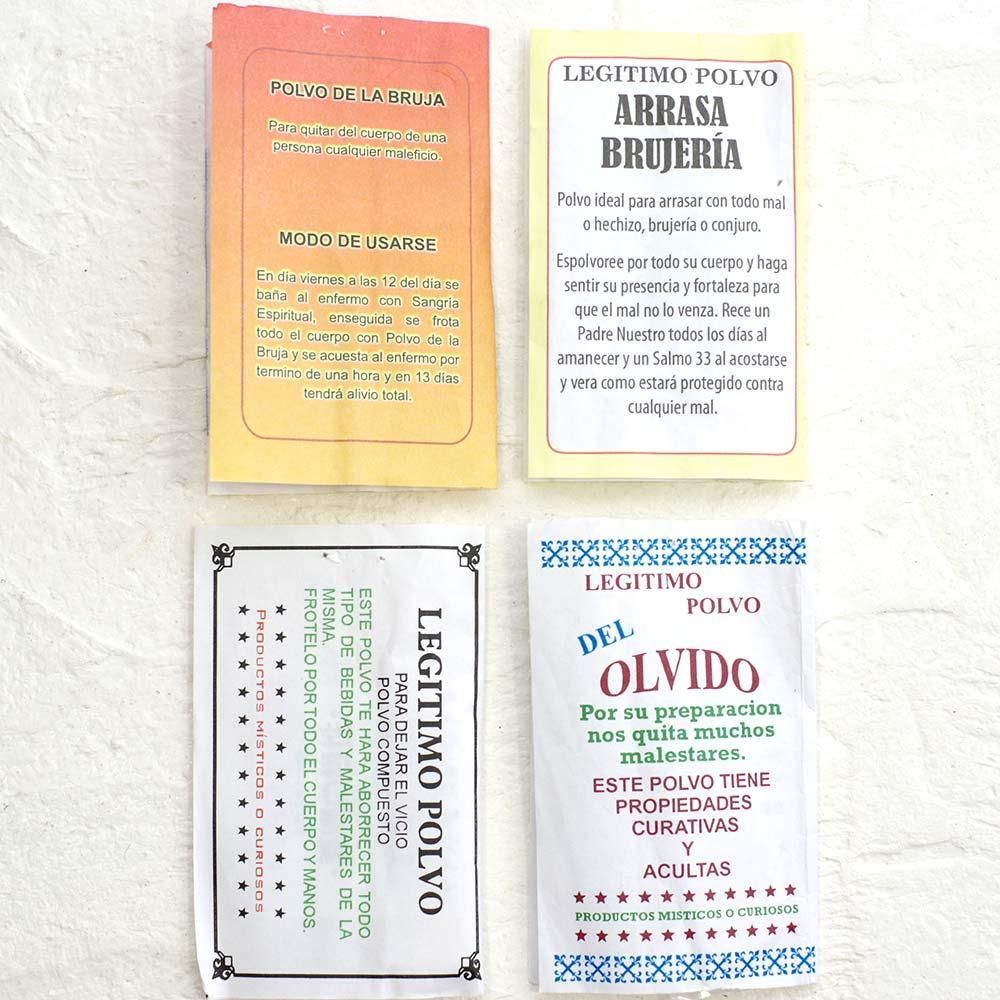 POLVO DE LA BRUJA
Para quitar del cuerpo de una
persona cualquier maleficio.
MODO DE USARSE
En día viernes a las 12 del día se
baña al enfermo con Sangría
Espiritual, enseguida se frota
todo el cuerpo con Polvo de la
Bruja y se acuesta al enfermo por
termino de una hora y en 13 días
tendrá alivio total.
LEGITIMO POLVO
ARRASA
BRUJERÍA
Polvo ideal para arrasar con todo mal
o hechizo, brujería o conjuro.
Espolvoree por todo su cuerpo y haga
sentir su presencia y fortaleza para
que el mal no lo venza. Rece un
Padre Nuestro todos los días al
amanecer y un Salmo 33 al acostarse
y vera como estará protegido contra
cualquier mal.
LEGITIMO POLVO
PARA DEJAR EL VICIO
POLVO COMPUESTO
ESTE POLVO TE HARA ABORRECER TODO
TIPO DE BEBIDAS Y MALESTARES DE LA
MISMA.
FROTELO POR TODO EL CUERPO Y MANOS.
PRODUCTOS MÍSTICOS O CURIOSOS
LEGITIMO
POLVO
DEL
OLVIDO
Por su preparacion
nos quita muchos
malestares.
ESTE POLVO TIENE
PROPIEDADES
CURATIVAS
Y
ACULTAS
PRODUCTOS MISTICOS O CURIOSOS